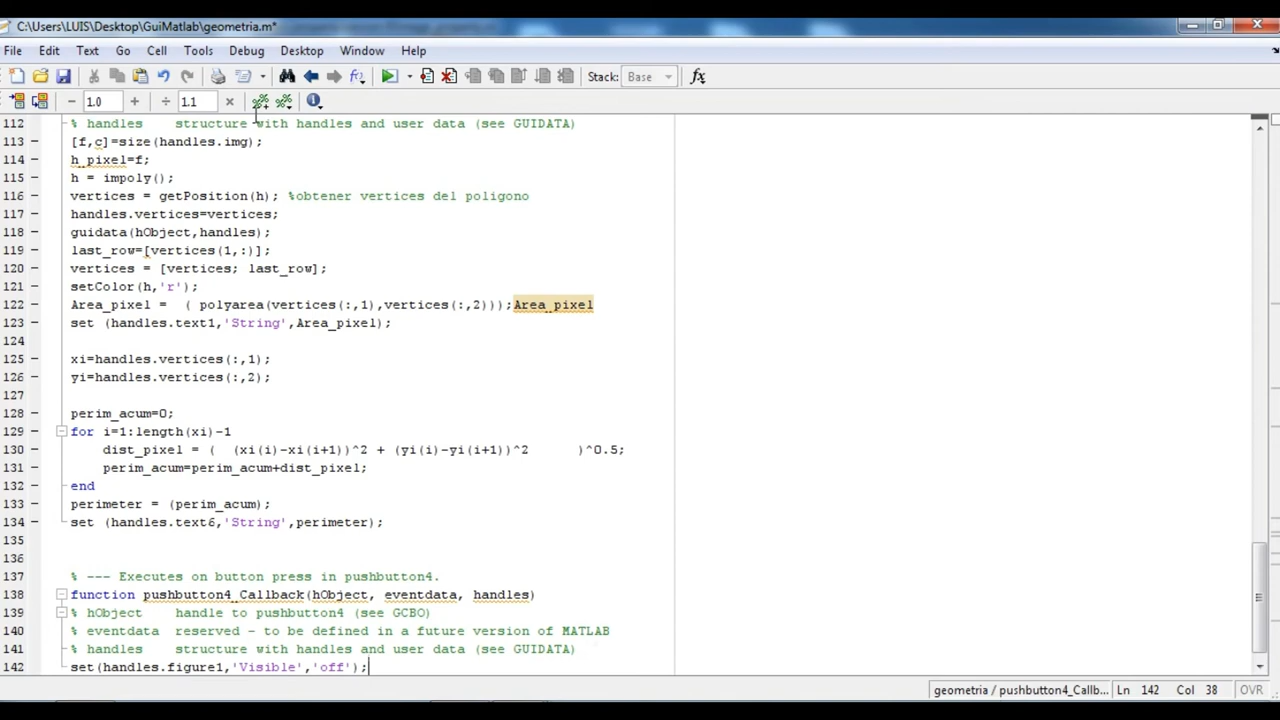 C:\Users\LUIS\Desktop\GuiMatlab\geometria.m*
File Edit Text Go Cell Tools Debug Desktop Window Help
Stack: Base fx
− 1.0 + ÷ 1.1 ×
112 % handles    structure with handles and user data (see GUIDATA)
113 − [f,c]=size(handles.img);
114 − h_pixel=f;
115 − h = impoly();
116 − vertices = getPosition(h); %obtener vertices del poligono
117 − handles.vertices=vertices;
118 − guidata(hObject,handles);
119 − last_row=[vertices(1,:)];
120 − vertices = [vertices; last_row];
121 − setColor(h,'r');
122 − Area_pixel =  ( polyarea(vertices(:,1),vertices(:,2)));Area_pixel
123 − set (handles.text1,'String',Area_pixel);
124
125 − xi=handles.vertices(:,1);
126 − yi=handles.vertices(:,2);
127
128 − perim_acum=0;
129 − for i=1:length(xi)-1
130 −     dist_pixel = (  (xi(i)-xi(i+1))^2 + (yi(i)-yi(i+1))^2      )^0.5;
131 −     perim_acum=perim_acum+dist_pixel;
132 − end
133 − perimeter = (perim_acum);
134 − set (handles.text6,'String',perimeter);
135
136
137 % --- Executes on button press in pushbutton4.
138 − function pushbutton4_Callback(hObject, eventdata, handles)
139 − % hObject    handle to pushbutton4 (see GCBO)
140 − % eventdata  reserved - to be defined in a future version of MATLAB
141 − % handles    structure with handles and user data (see GUIDATA)
142 set(handles.figure1,'Visible','off');
geometria / pushbutton4_Callb... Ln 142 Col 38 OVR